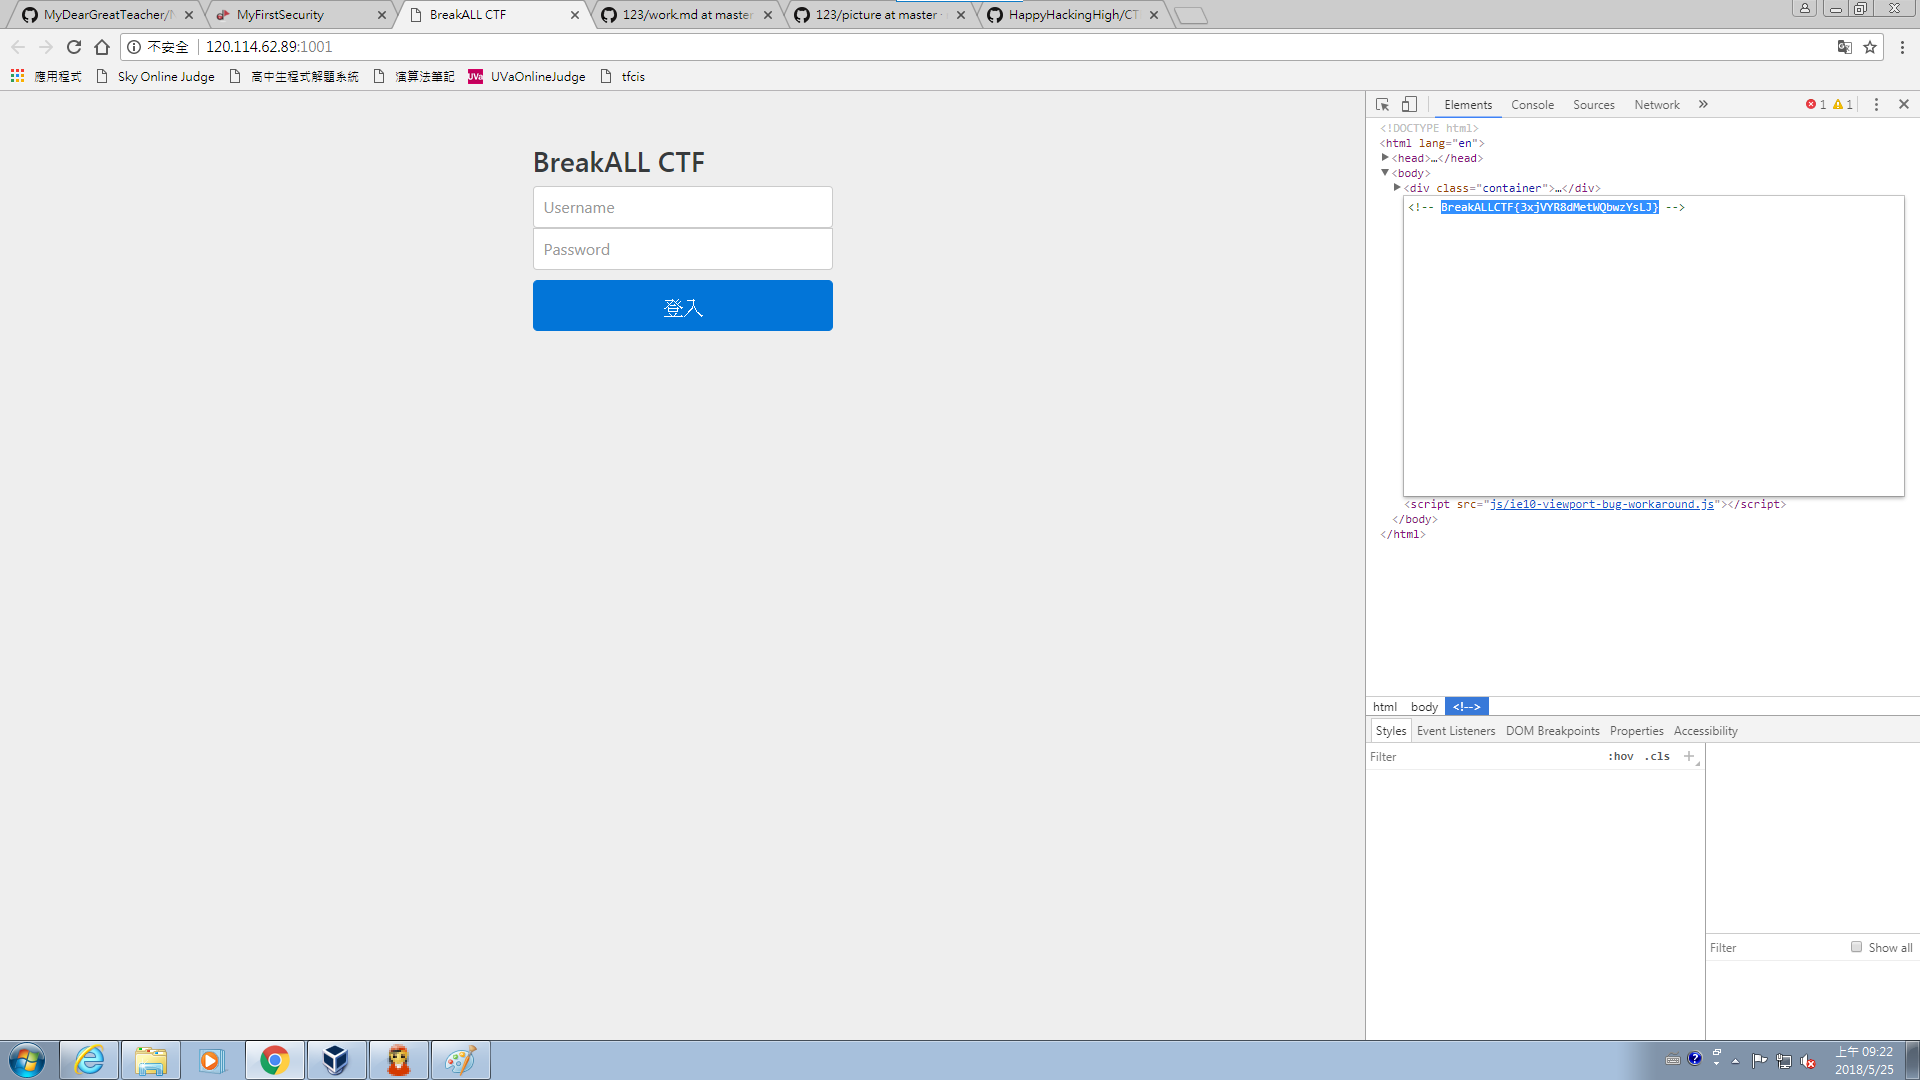 MyDearGreatTeacher/N
MyFirstSecurity
BreakALL CTF
123/work.md at master
123/picture at master ·
HappyHackingHigh/CT
不安全
120.114.62.89:1001
應用程式
Sky Online Judge
高中生程式解題系統
演算法筆記
UVa
UVaOnlineJudge
tfcis
BreakALL CTF
Username
Password
登入
Elements
Console
Sources
Network
»
1
1
<!DOCTYPE html>
<html lang="en">
<head>…</head>
<body>
<div class="container">…</div>
<!-- BreakALLCTF{3xjVYR8dMetWQbwzYsLJ} -->
<script src="js/ie10-viewport-bug-workaround.js"></script>
</body>
</html>
html
body
<!-->
Styles
Event Listeners
DOM Breakpoints
Properties
Accessibility
Filter
:hov
.cls
Filter
Show all
上午 09:22
2018/5/25